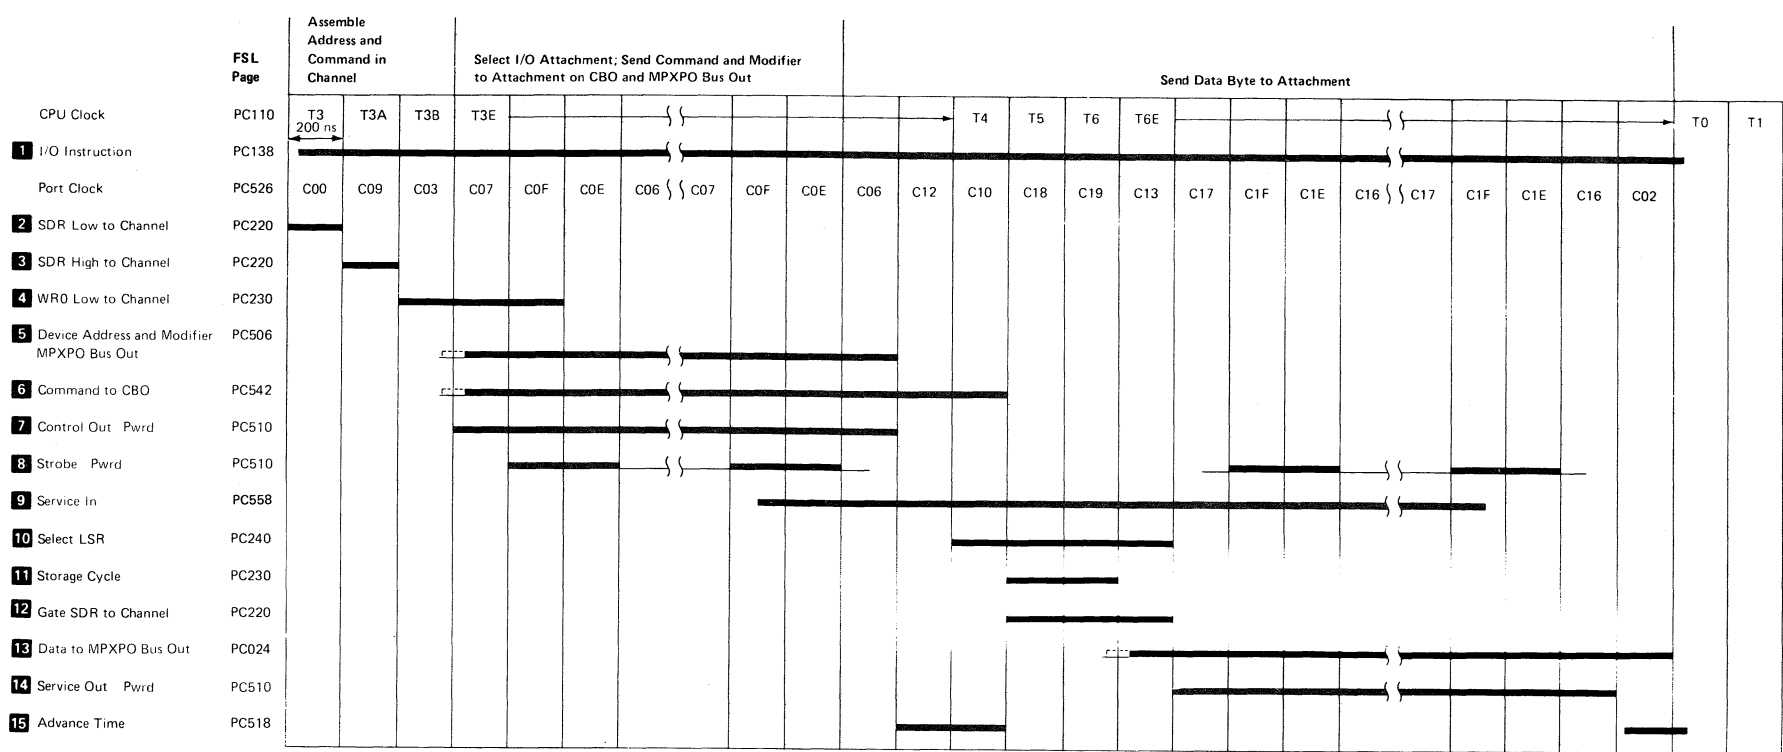 Assemble
Address and
Command in
Channel
FSL
Page
Select I/O Attachment; Send Command and Modifier
to Attachment on CBO and MPXPO Bus Out
Send Data Byte to Attachment
CPU Clock PC110 T3 T3A T3B T3E T4 T5 T6 T6E T0 T1
200 ns
1 I/O Instruction PC138
Port Clock PC526 C00 C09 C03 C07 C0F C0E C06 C07 C0F C0E C06 C12 C10 C18 C19 C13 C17 C1F C1E C16 C17 C1F C1E C16 C02
2 SDR Low to Channel PC220
3 SDR High to Channel PC220
4 WR0 Low to Channel PC230
5 Device Address and Modifier PC506
MPXPO Bus Out
6 Command to CBO PC542
7 Control Out Pwrd PC510
8 Strobe Pwrd PC510
9 Service In PC558
10 Select LSR PC240
11 Storage Cycle PC230
12 Gate SDR to Channel PC220
13 Data to MPXPO Bus Out PC024
14 Service Out Pwrd PC510
15 Advance Time PC518